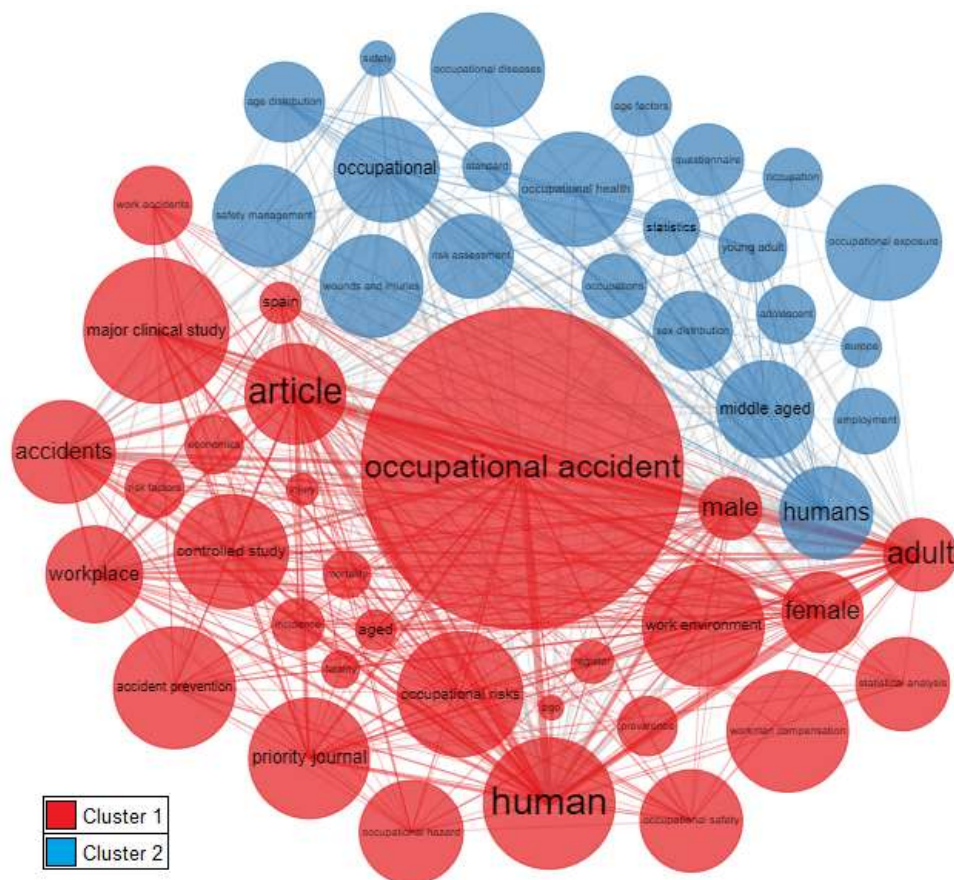 safety
occupational diseases
age distribution
age factors
occupational
standard
questionnaire
occupation
occupational health
work accidents
safety management
statistics
young adult
occupational exposure
risk assessment
wounds and injuries
occupations
spain
adolescent
major clinical study
sex distribution
europe
article
middle aged
employment
accidents
economics
occupational accident
risk factors
injury
male
humans
controlled study
adult
workplace
mortality
female
incidence
aged
work environment
register
accident prevention
occupational risks
statistical analysis
age
prevalence
workman compensation
priority journal
human
occupational hazard
occupational safety
Cluster 1
Cluster 2